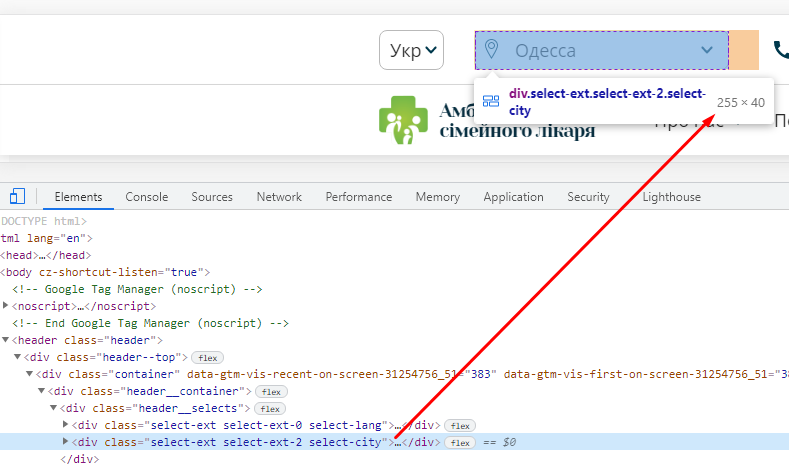 Укр
Одесса
div.select-ext.select-ext-2.select-
city
255 × 40
сімейного лікаря
Elements Console Sources Network Performance Memory Application Security Lighthouse
DOCTYPE html>
tml lang="en">
<head>…</head>
<body cz-shortcut-listen="true">
<!-- Google Tag Manager (noscript) -->
<noscript>…</noscript>
<!-- End Google Tag Manager (noscript) -->
<header class="header">
<div class="header--top"> flex
<div class="container" data-gtm-vis-recent-on-screen-31254756_51="383" data-gtm-vis-first-on-screen-31254756_51="38
<div class="header__container"> flex
<div class="header__selects"> flex
<div class="select-ext select-ext-0 select-lang">…</div> flex
<div class="select-ext select-ext-2 select-city">…</div> flex == $0
</div>